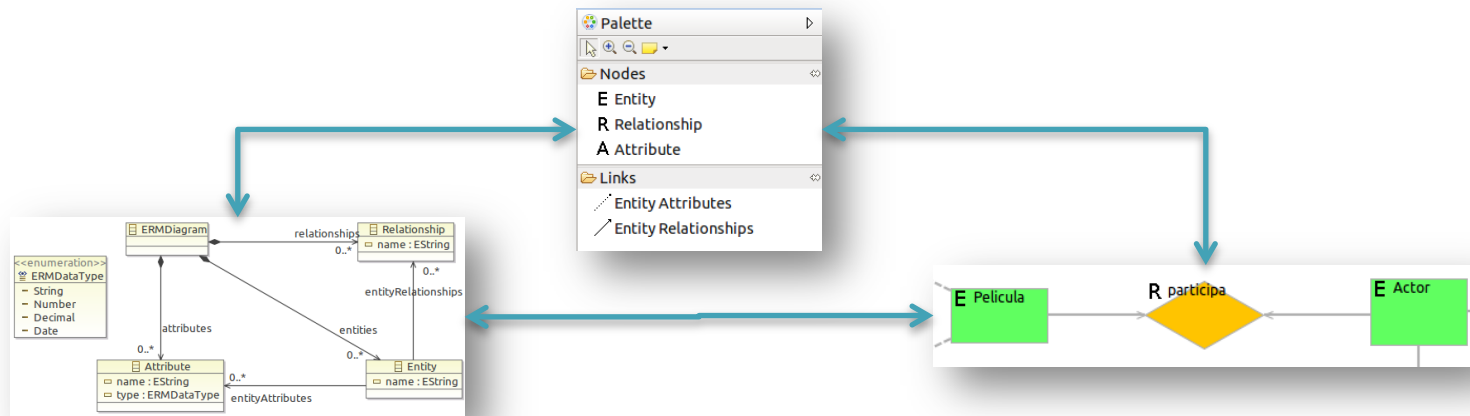 Palette
Nodes
E Entity
R Relationship
A Attribute
Links
Entity Attributes
Entity Relationships
ERMDiagram
relationships
0..*
Relationship
name : EString
<<enumeration>>
ERMDataType
String
Number
Decimal
Date
0..*
entityRelationships
attributes
entities
0..*
0..*
Attribute
name : EString
type : ERMDataType
0..*
entityAttributes
Entity
name : EString
E Pelicula
R participa
E Actor